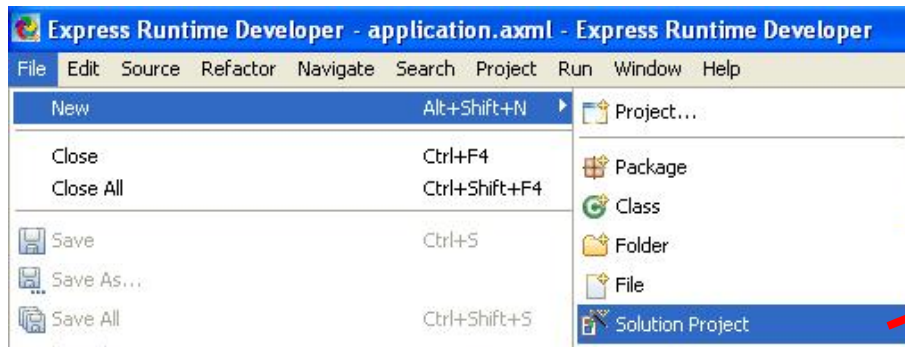 Express Runtime Developer - application.axml - Express Runtime Developer
File Edit Source Refactor Navigate Search Project Run Window Help
New Alt+Shift+N
Project...
Close Ctrl+F4
Package
Close All Ctrl+Shift+F4
Class
Save Ctrl+S
Folder
Save As...
File
Save All Ctrl+Shift+S
Solution Project